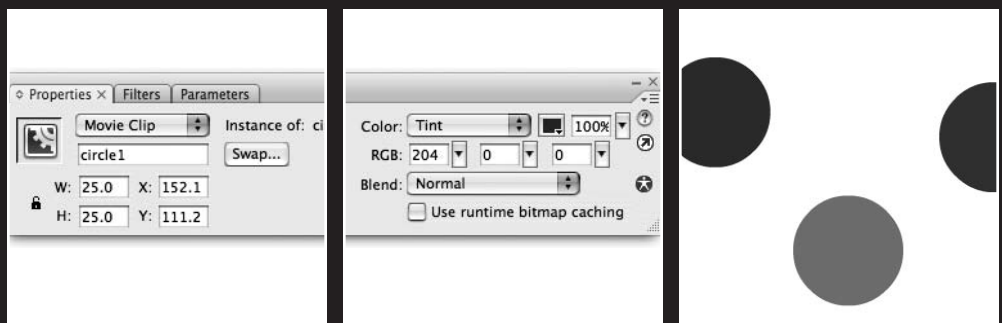 Properties × Filters Parameters
Movie Clip Instance of: ci
circle1 Swap...
W: 25.0 X: 152.1
H: 25.0 Y: 111.2
Color: Tint 100%
RGB: 204 0 0
Blend: Normal
Use runtime bitmap caching